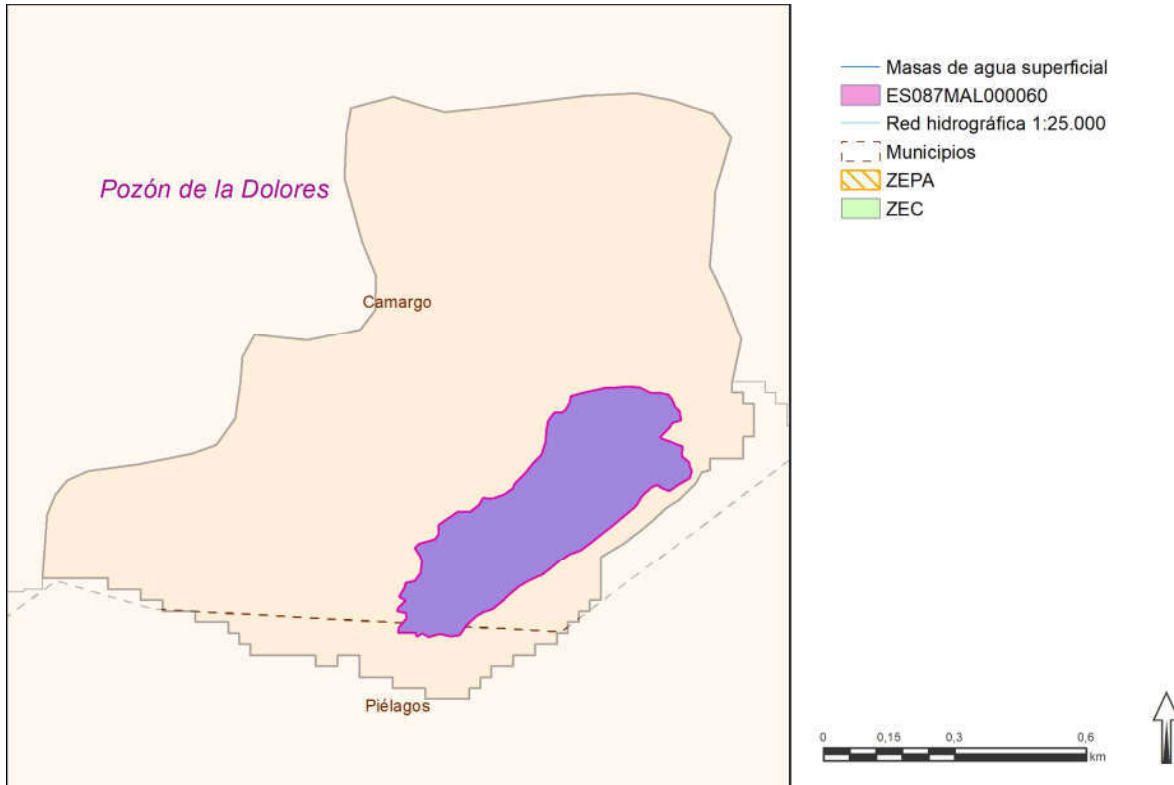 Pozón de la Dolores
Camargo
Piélagos
Masas de agua superficial
ES087MAL000060
Red hidrográfica 1:25.000
Municipios
ZEPA
ZEC
0 0,15 0,3 0,6
km